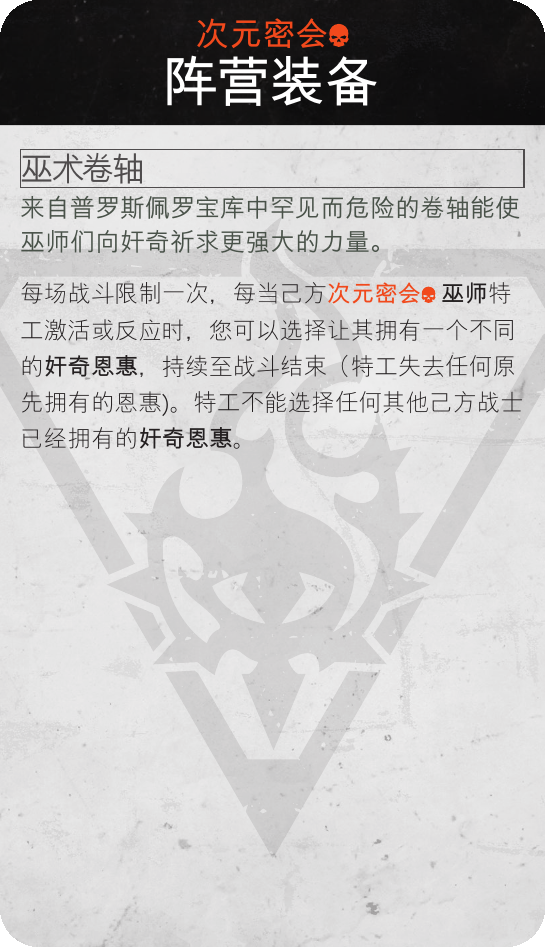 次元密会
阵营装备
巫术卷轴
来自普罗斯佩罗宝库中罕见而危险的卷轴能使
巫师们向奸奇祈求更强大的力量。
每场战斗限制一次，每当己方次元密会 巫师特
工激活或反应时，您可以选择让其拥有一个不同
的奸奇恩惠，持续至战斗结束（特工失去任何原
先拥有的恩惠)。特工不能选择任何其他己方战士
已经拥有的奸奇恩惠。